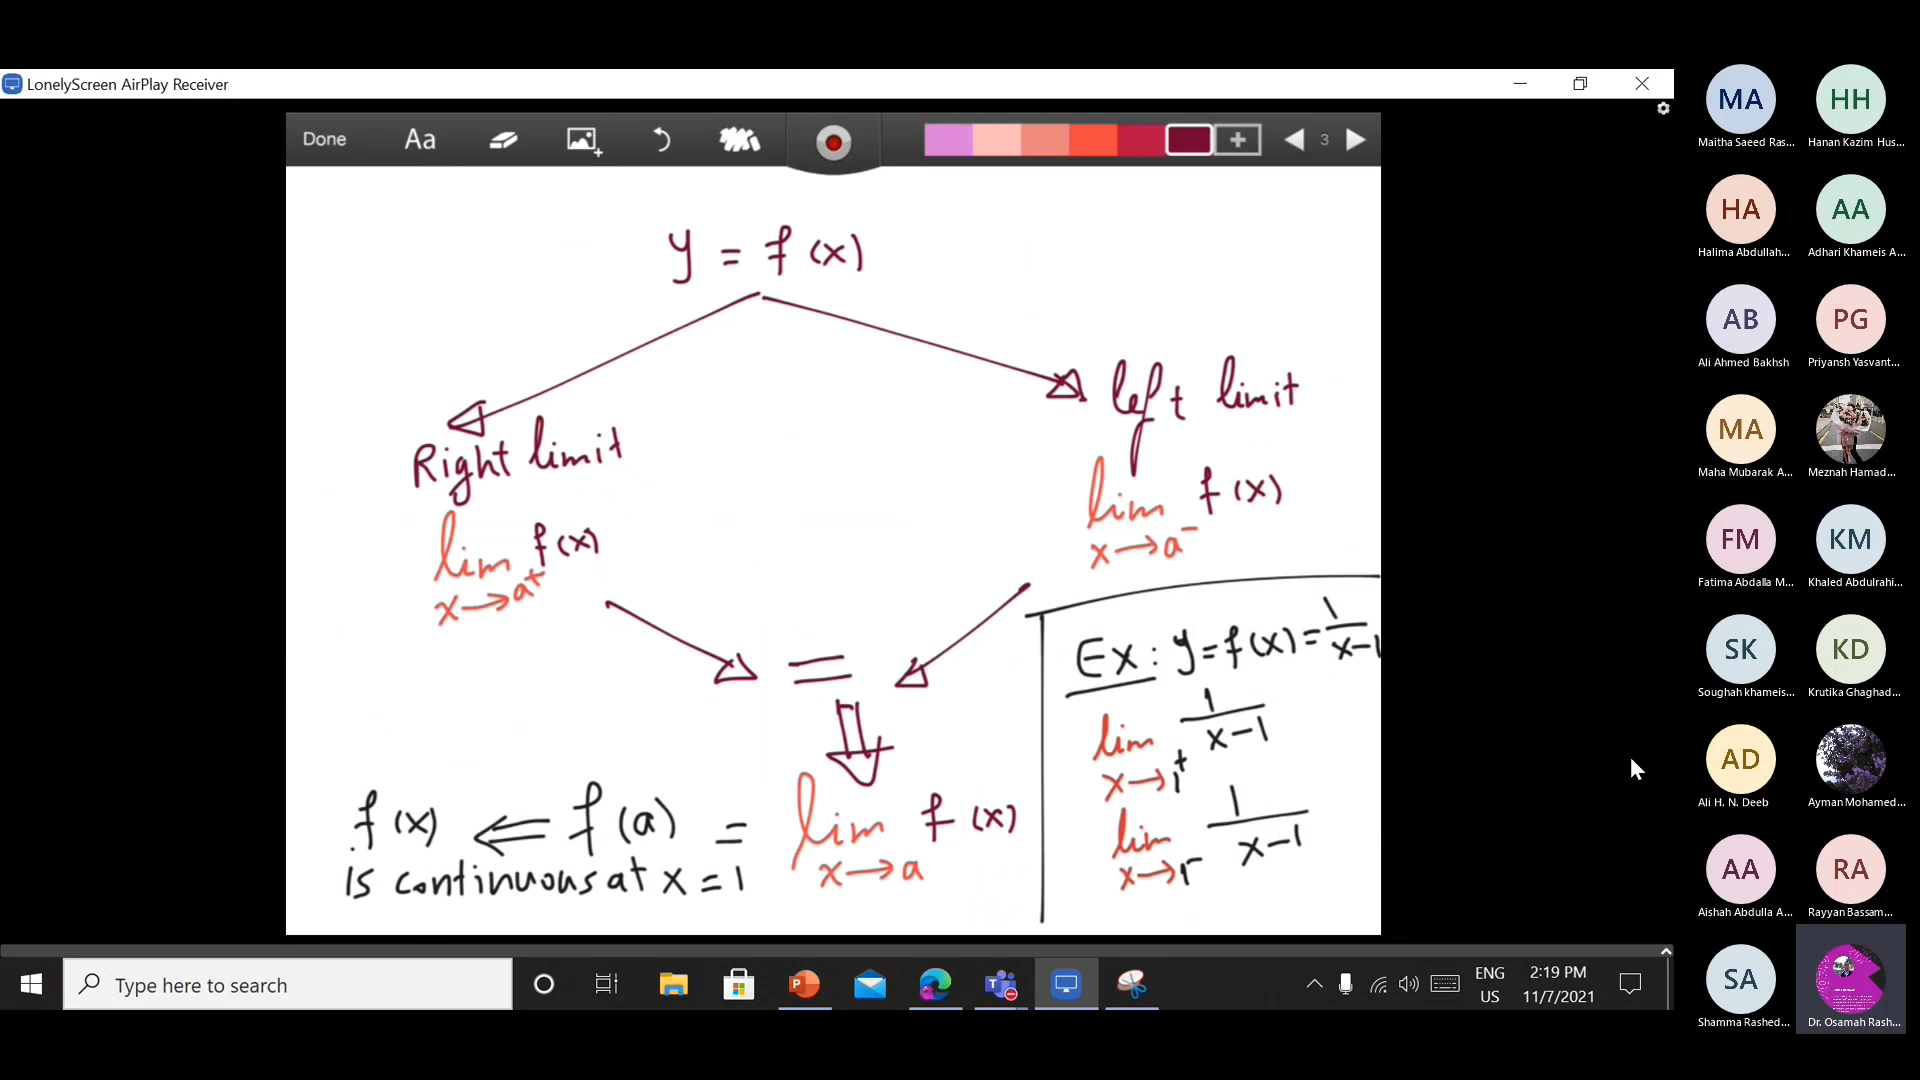 LonelyScreen AirPlay Receiver
Done Aa 3
y = f(x)
Right limit
lim f(x)
x→a⁺
left limit
lim f(x)
x→a⁻
=
lim f(x)
x→a
f(x) ⇐ f(a) =
is continuous at x = 1
Ex: y = f(x) = 1/(x-1
lim 1/(x-1)
x→1⁺
lim 1/(x-1)
x→1⁻
MA
Maitha Saeed Ras...
HH
Hanan Kazim Hus...
HA
Halima Abdullah...
AA
Adhari Khameis A...
AB
Ali Ahmed Bakhsh
PG
Priyansh Yasvant...
MA
Maha Mubarak A...
Meznah Hamad...
FM
Fatima Abdalla M...
KM
Khaled Abdulrahi...
SK
Soughah khameis...
KD
Krutika Ghaghad...
AD
Ali H. N. Deeb
Ayman Mohamed...
AA
Aishah Abdulla A...
RA
Rayyan Bassam...
SA
Shamma Rashed...
Dr. Osamah Rash...
Type here to search
ENG
US
2:19 PM
11/7/2021